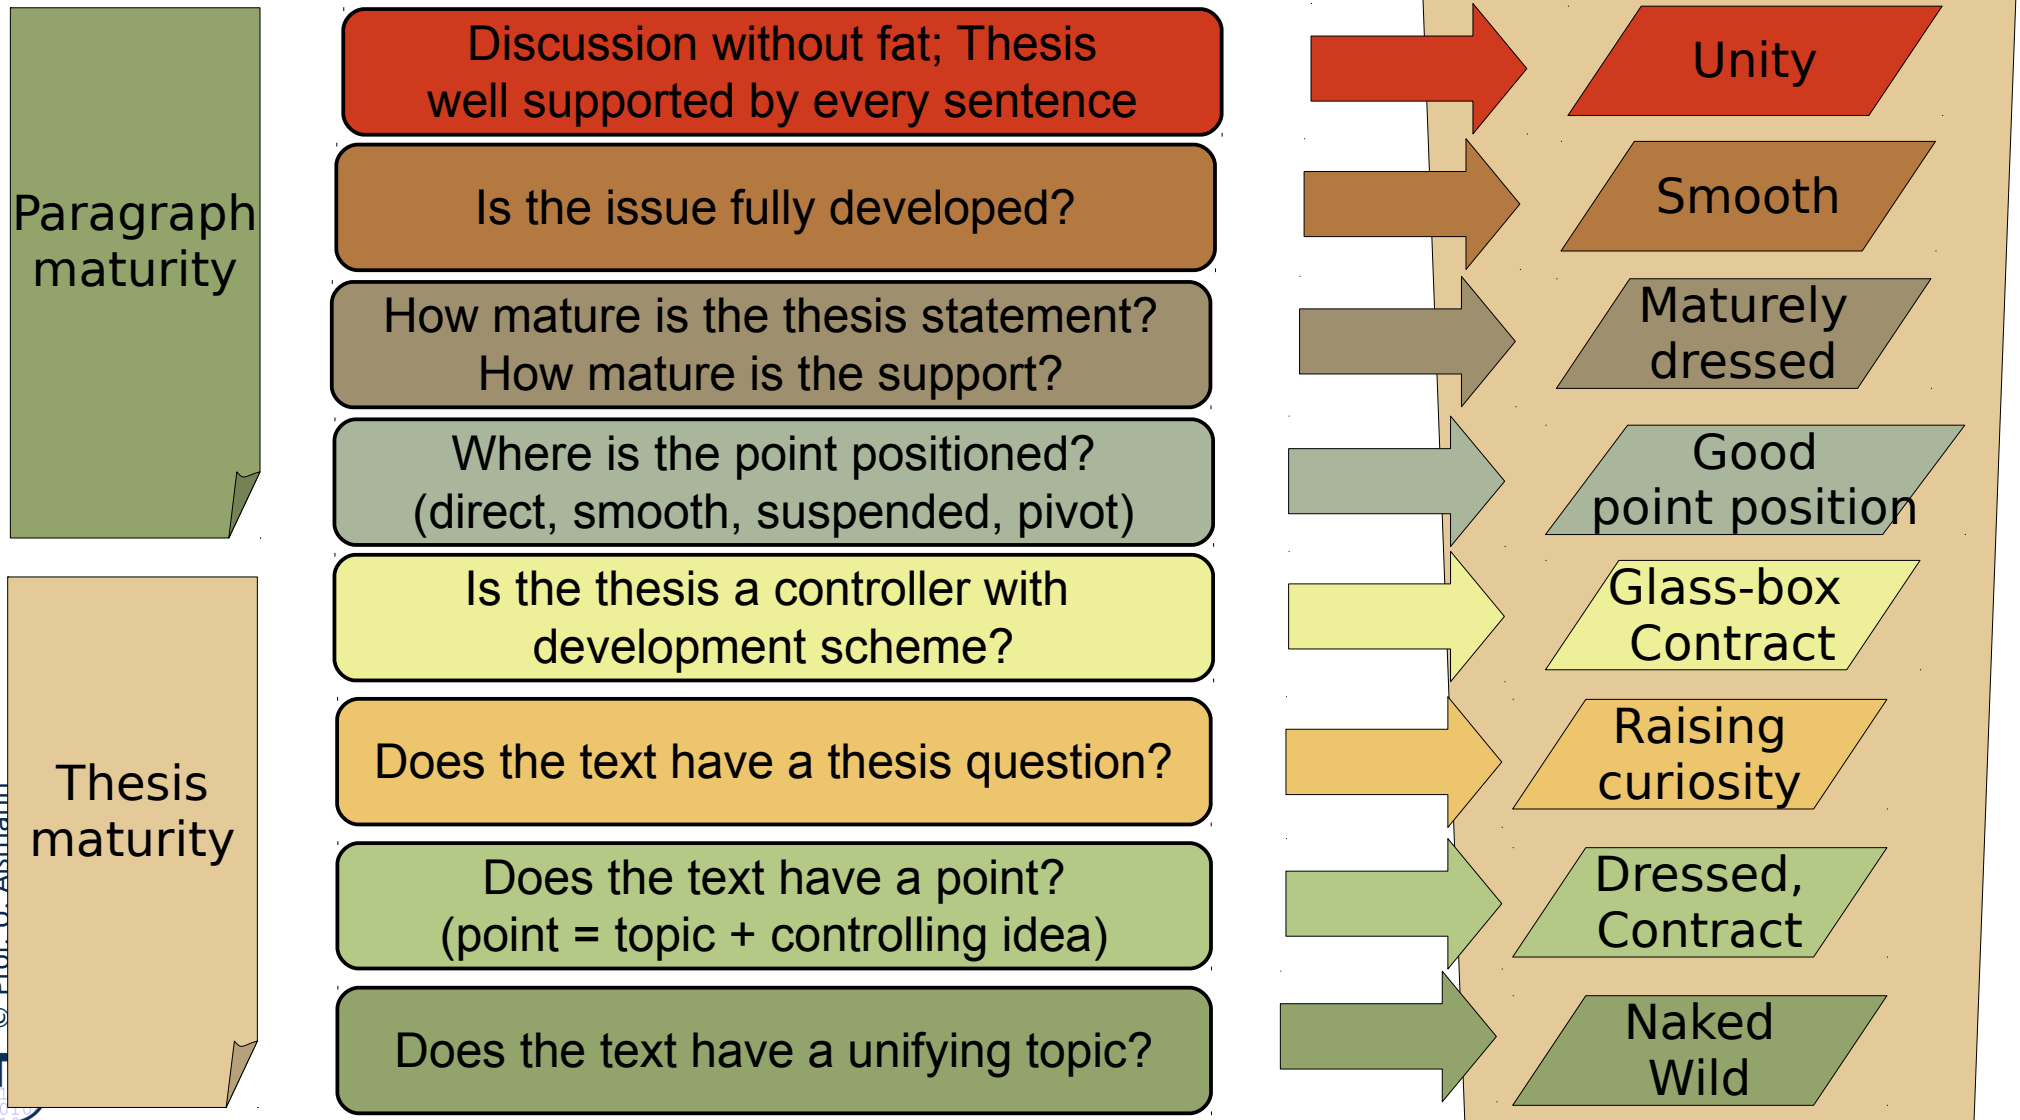 Paragraph
maturity
Thesis
maturity
Discussion without fat; Thesis
well supported by every sentence
Unity
Is the issue fully developed?
Smooth
How mature is the thesis statement?
How mature is the support?
Maturely
dressed
Where is the point positioned?
(direct, smooth, suspended, pivot)
Good
point position
Is the thesis a controller with
development scheme?
Glass-box
Contract
Does the text have a thesis question?
Raising
curiosity
Does the text have a point?
(point = topic + controlling idea)
Dressed,
Contract
Does the text have a unifying topic?
Naked
Wild